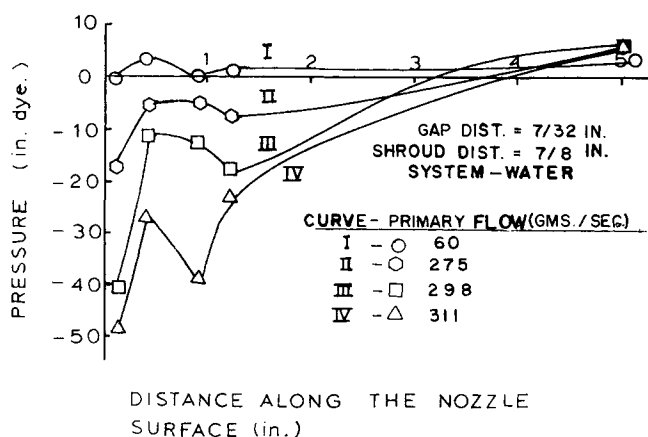 10
0
-10
-20
-30
-40
-50
PRESSURE (in. dye.)
1
2
3
4
5
I
II
III
IV
GAP DIST. = 7/32 IN.
SHROUD DIST. = 7/8 IN.
SYSTEM-WATER
CURVE- PRIMARY FLOW(GMS./SEC.)
I - 60
II - 275
III - 298
IV - 311
DISTANCE ALONG THE NOZZLE
SURFACE (in.)